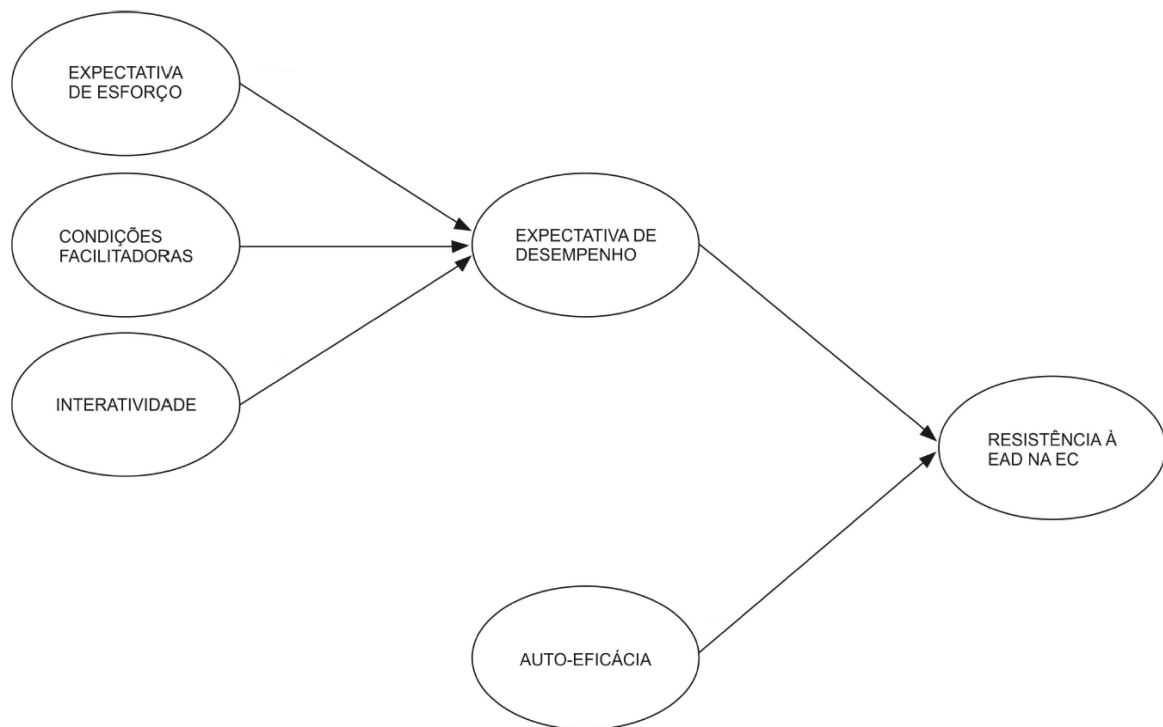 EXPECTATIVA
DE ESFORÇO
CONDIÇÕES
FACILITADORAS
INTERATIVIDADE
EXPECTATIVA DE
DESEMPENHO
RESISTÊNCIA À
EAD NA EC
AUTO-EFICÁCIA